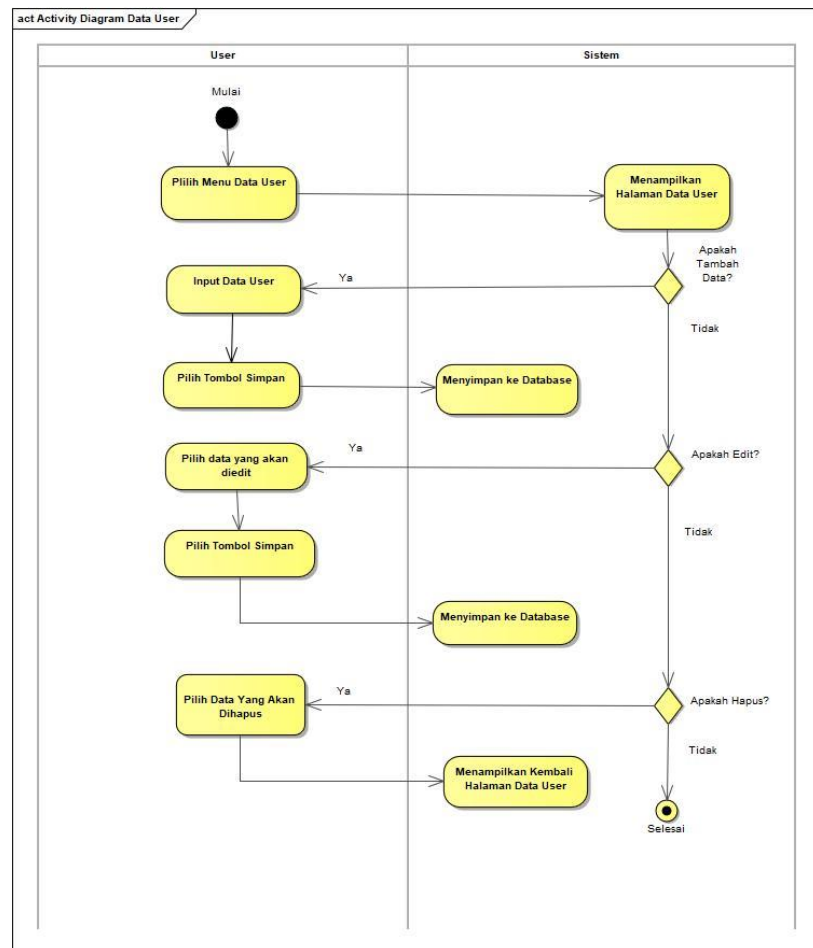 act Activity Diagram Data User
User
Sistem
Mulai
Plilih Menu Data User
Menampilkan
Halaman Data User
Apakah
Tambah
Data?
Ya
Input Data User
Tidak
Pilih Tombol Simpan
Menyimpan ke Database
Ya
Pilih data yang akan
diedit
Apakah Edit?
Tidak
Pilih Tombol Simpan
Menyimpan ke Database
Ya
Pilih Data Yang Akan
Dihapus
Apakah Hapus?
Tidak
Menampilkan Kembali
Halaman Data User
Selesai